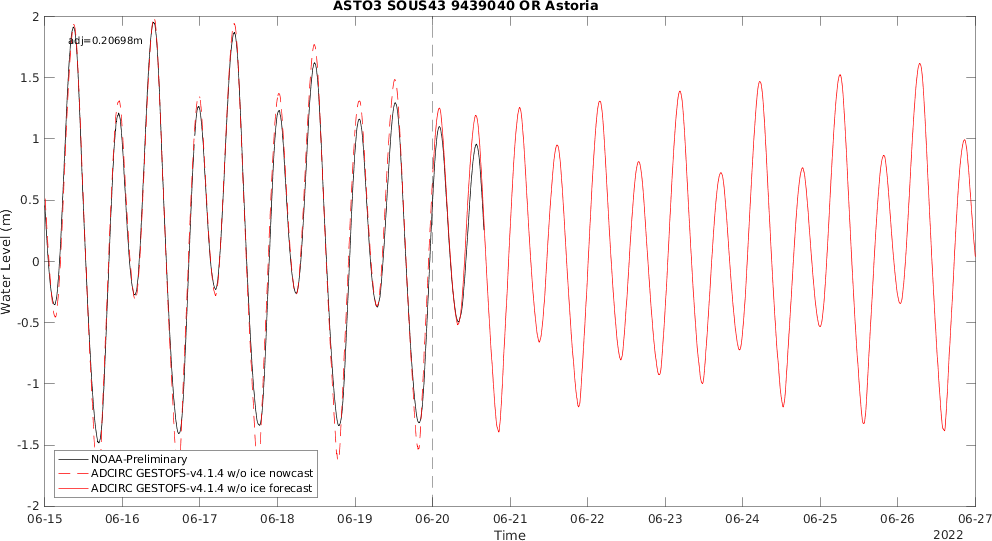 ASTO3 SOUS43 9439040 OR Astoria
adj=0.20698m
2
1.5
1
0.5
0
-0.5
-1
-1.5
-2
Water Level (m)
NOAA-Preliminary
ADCIRC GESTOFS-v4.1.4 w/o ice nowcast
ADCIRC GESTOFS-v4.1.4 w/o ice forecast
06-15 06-16 06-17 06-18 06-19 06-20 06-21 06-22 06-23 06-24 06-25 06-26 06-27
Time
2022